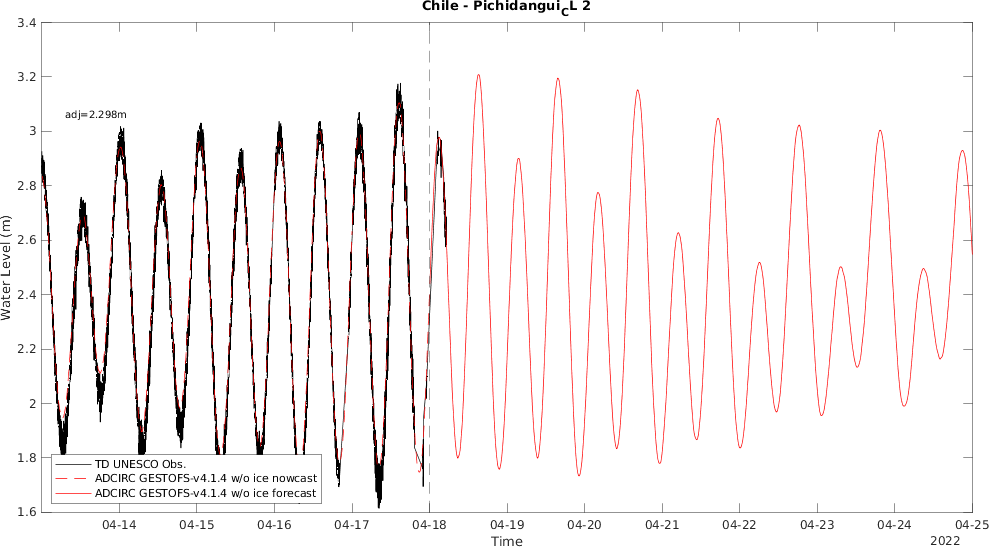 Chile - PichidanguiCL 2
3.4
3.2
3
2.8
2.6
2.4
2.2
2
1.8
1.6
Water Level (m)
adj=2.298m
TD UNESCO Obs.
ADCIRC GESTOFS-v4.1.4 w/o ice nowcast
ADCIRC GESTOFS-v4.1.4 w/o ice forecast
04-14 04-15 04-16 04-17 04-18 04-19 04-20 04-21 04-22 04-23 04-24 04-25
Time
2022